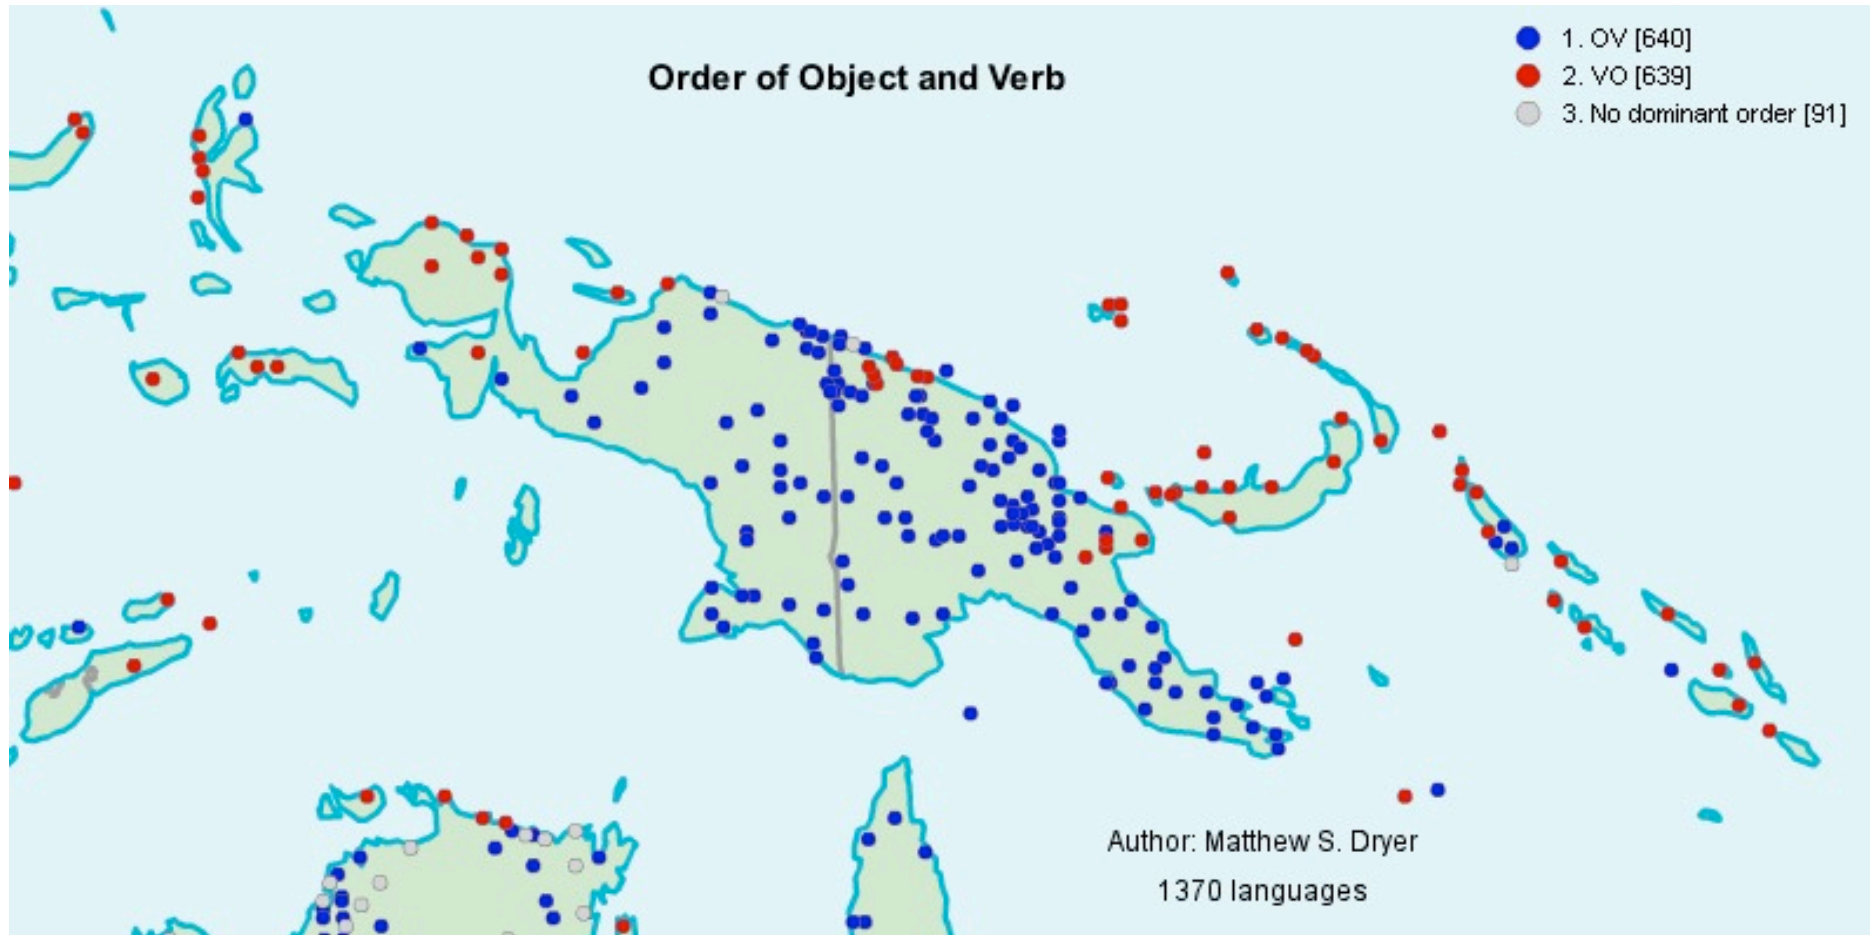 Order of Object and Verb
1. OV [640]
2. VO [639]
3. No dominant order [91]
Author: Matthew S. Dryer
1370 languages